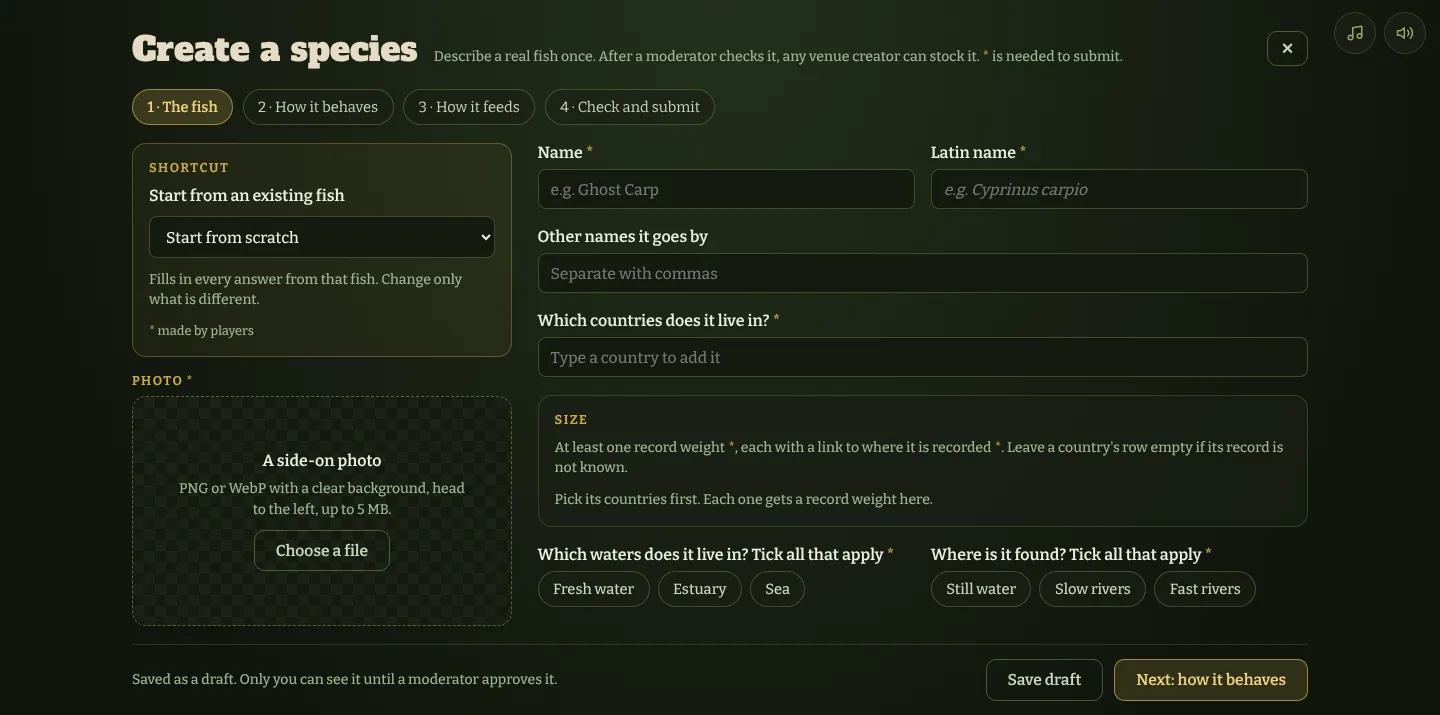 Create a species
Describe a real fish once. After a moderator checks it, any venue creator can stock it. * is needed to submit.
×
1 · The fish
2 · How it behaves
3 · How it feeds
4 · Check and submit
SHORTCUT
Start from an existing fish
Start from scratch
Fills in every answer from that fish. Change only
what is different.
* made by players
PHOTO *
A side-on photo
PNG or WebP with a clear background, head
to the left, up to 5 MB.
Choose a file
Name *
e.g. Ghost Carp
Latin name *
e.g. Cyprinus carpio
Other names it goes by
Separate with commas
Which countries does it live in? *
Type a country to add it
SIZE
At least one record weight *, each with a link to where it is recorded *. Leave a country's row empty if its record is
not known.
Pick its countries first. Each one gets a record weight here.
Which waters does it live in? Tick all that apply *
Fresh water
Estuary
Sea
Where is it found? Tick all that apply *
Still water
Slow rivers
Fast rivers
Saved as a draft. Only you can see it until a moderator approves it.
Save draft
Next: how it behaves